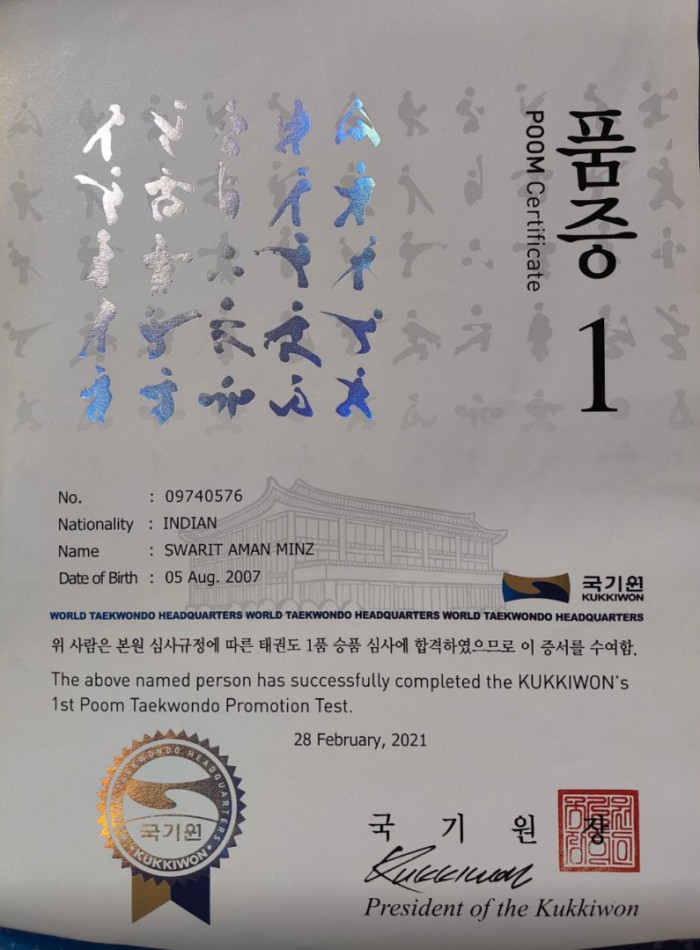 품증
POOM Certificate
1
No. : 09740576
Nationality : INDIAN
Name : SWARIT AMAN MINZ
Date of Birth : 05 Aug. 2007
국기원
KUKKIWON
WORLD TAEKWONDO HEADQUARTERS WORLD TAEKWONDO HEADQUARTERS WORLD TAEKWONDO HEADQUARTERS
위 사람은 본원 심사규정에 따른 태권도 1품 승품 심사에 합격하였으므로 이 증서를 수여함.
The above named person has successfully completed the KUKKIWON's
1st Poom Taekwondo Promotion Test.
28 February, 2021
TAEKWONDO HEADQUARTERS
국기원
KUKKIWON
국 기 원 장
Kukkiwon
President of the Kukkiwon